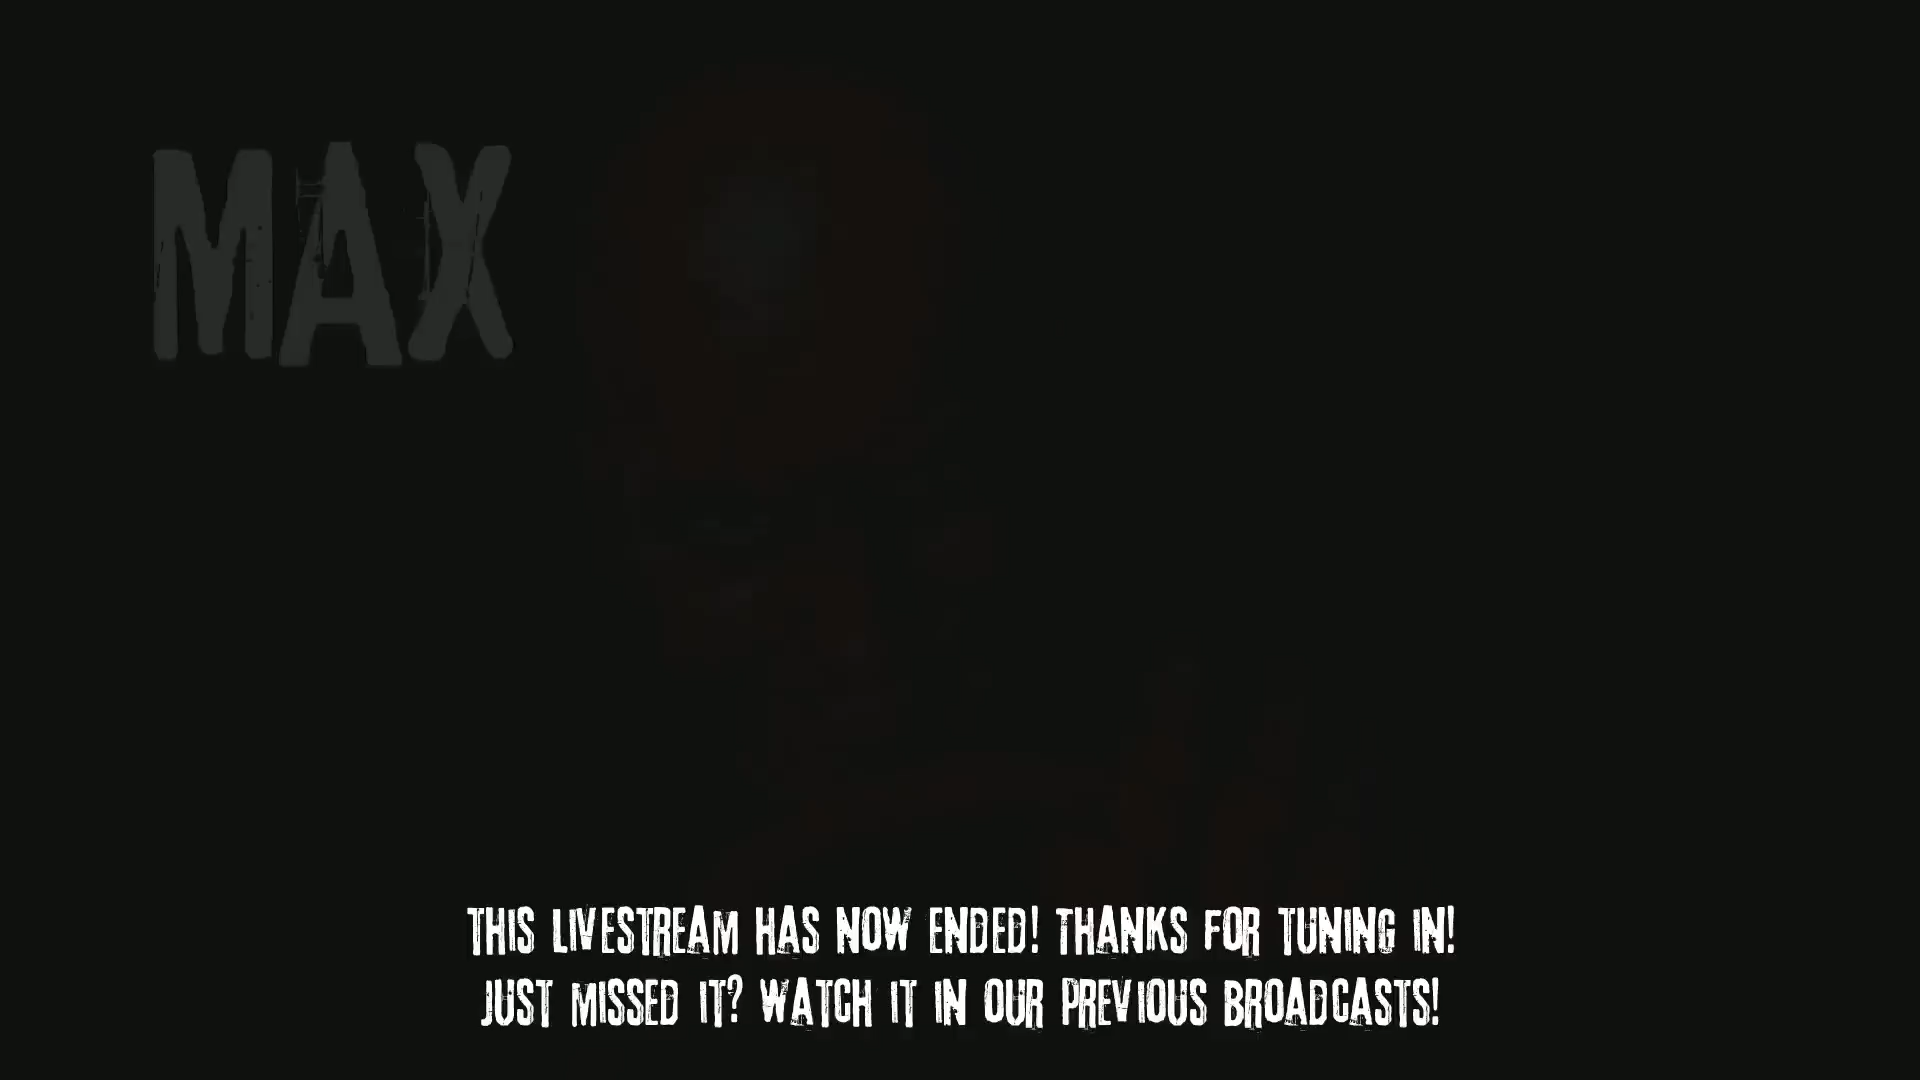 MAX
THIS LIVESTREAM HAS NOW ENDED! THANKS FOR TUNING IN!
JUST MISSED IT? WATCH IT IN OUR PREVIOUS BROADCASTS!